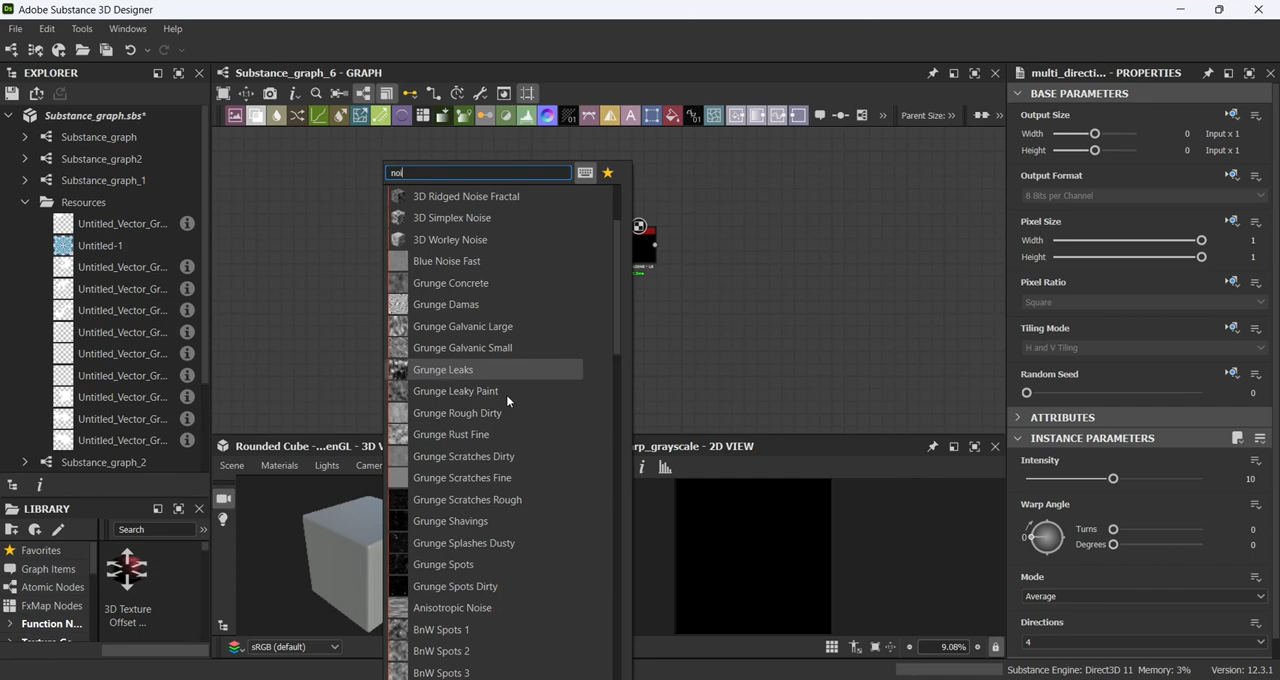 Adobe Substance 3D Designer
File Edit Tools Windows Help
EXPLORER
Substance_graph_6 - GRAPH
multi_directi... - PROPERTIES
Substance_graph.sbs*
Substance_graph
Substance_graph2
Substance_graph_1
Resources
Untitled_Vector_Gr...
Untitled-1
Untitled_Vector_Gr...
Untitled_Vector_Gr...
Untitled_Vector_Gr...
Untitled_Vector_Gr...
Untitled_Vector_Gr...
Untitled_Vector_Gr...
Untitled_Vector_Gr...
Untitled_Vector_Gr...
Untitled_Vector_Gr...
Substance_graph_2
LIBRARY
Search
Favorites
Graph Items
Atomic Nodes
FxMap Nodes
Function N...
3D Texture
Offset ...
Parent Size: >>
noi
3D Ridged Noise Fractal
3D Simplex Noise
3D Worley Noise
Blue Noise Fast
Grunge Concrete
Grunge Damas
Grunge Galvanic Large
Grunge Galvanic Small
Grunge Leaks
Grunge Leaky Paint
Grunge Rough Dirty
Grunge Rust Fine
Grunge Scratches Dirty
Grunge Scratches Fine
Grunge Scratches Rough
Grunge Shavings
Grunge Splashes Dusty
Grunge Spots
Grunge Spots Dirty
Anisotropic Noise
BnW Spots 1
BnW Spots 2
BnW Spots 3
Rounded Cube -...enGL - 3D V
Scene Materials Lights Camer
sRGB (default)
rp_grayscale - 2D VIEW
9.08%
BASE PARAMETERS
Output Size
Width 0 Input x 1
Height 0 Input x 1
Output Format
8 Bits per Channel
Pixel Size
Width 1
Height 1
Pixel Ratio
Square
Tiling Mode
H and V Tiling
Random Seed
0
ATTRIBUTES
INSTANCE PARAMETERS
Intensity
10
Warp Angle
0 Turns 0
Degrees 0
Mode
Average
Directions
4
Substance Engine: Direct3D 11 Memory: 3% Version: 12.3.1